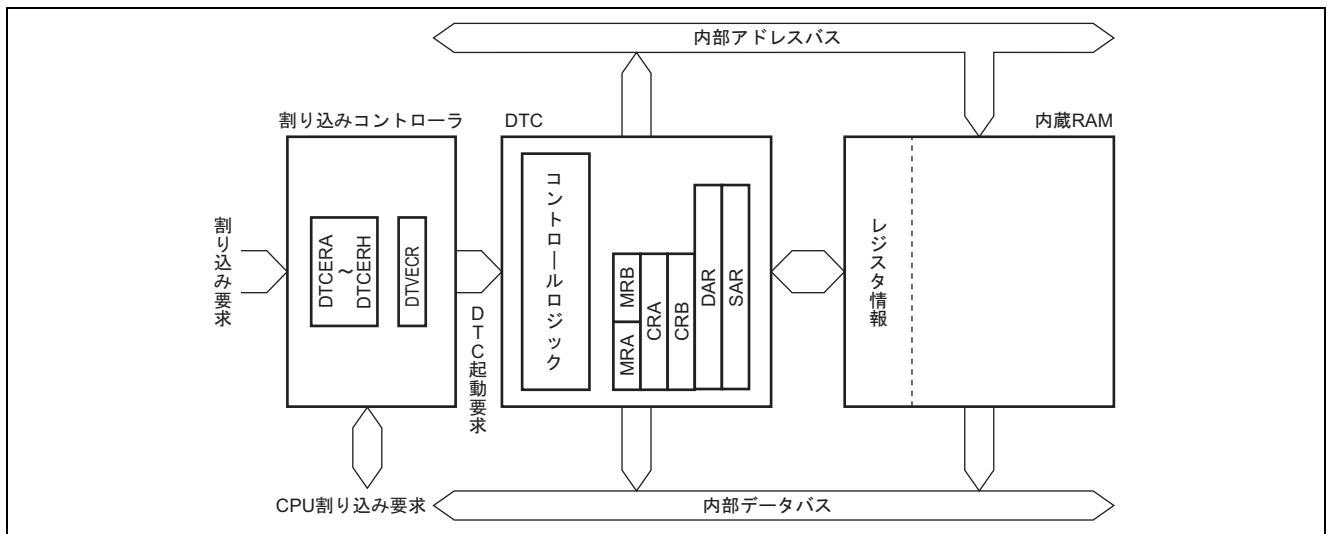 内部アドレスバス
割り込みコントローラ
DTC
内蔵RAM
割り込み要求
DTCERA
～
DTCERH
DTVECR
DTC起動要求
コントロールロジック
MRA
MRB
CRA
CRB
DAR
SAR
レジスタ情報
CPU割り込み要求
内部データバス